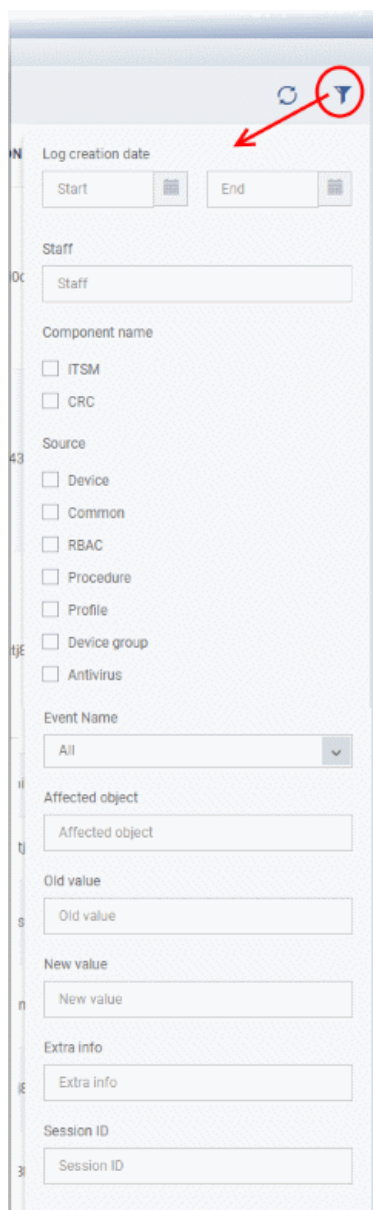 Log creation date
Start End
Staff
Staff
Component name
ITSM
CRC
Source
Device
Common
RBAC
Procedure
Profile
Device group
Antivirus
Event Name
All
Affected object
Affected object
Old value
Old value
New value
New value
Extra info
Extra info
Session ID
Session ID